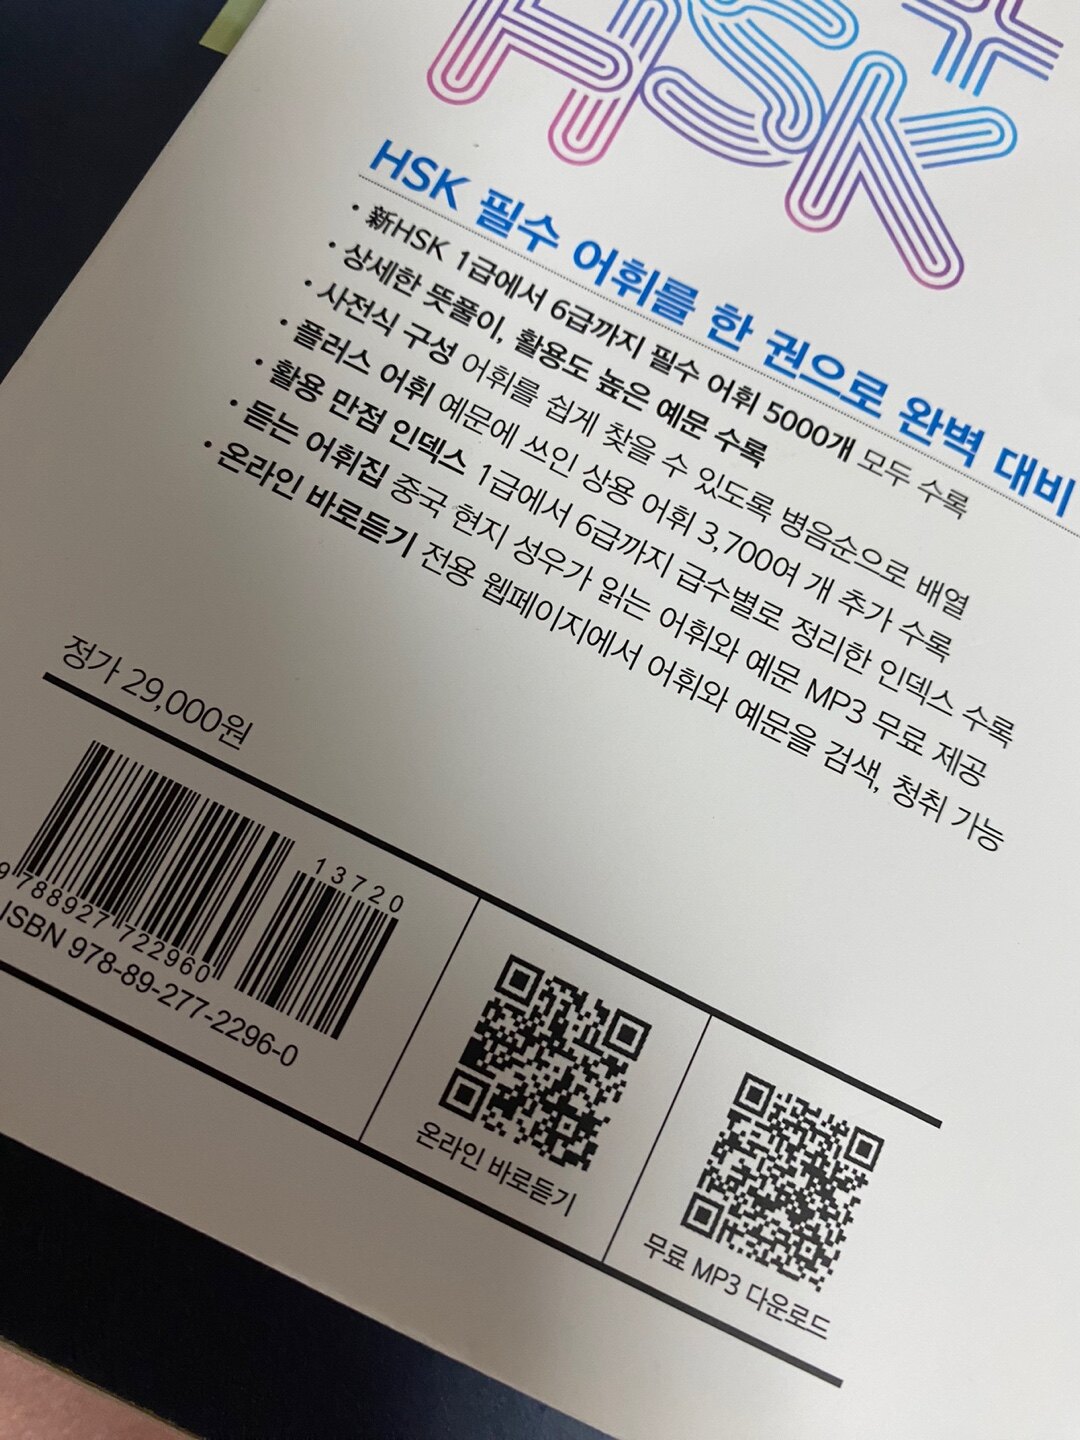 HSK
HSK 필수 어휘를 한 권으로 완벽 대비
• 新HSK 1급에서 6급까지 필수 어휘 5000개 모두 수록
• 상세한 뜻풀이, 활용도 높은 예문 수록
• 사전식 구성 어휘를 쉽게 찾을 수 있도록 병음순으로 배열
• 플러스 어휘 예문에 쓰인 상용 어휘 3,700여 개 추가 수록
• 활용 만점 인덱스 1급에서 6급까지 급수별로 정리한 인덱스 수록
• 듣는 어휘집 중국 현지 성우가 읽는 어휘와 예문 MP3 무료 제공
• 온라인 바로듣기 전용 웹페이지에서 어휘와 예문을 검색, 청취 가능
정가 29,000원
13720
9 788927 722960
ISBN 978-89-277-2296-0
온라인 바로듣기
무료 MP3 다운로드